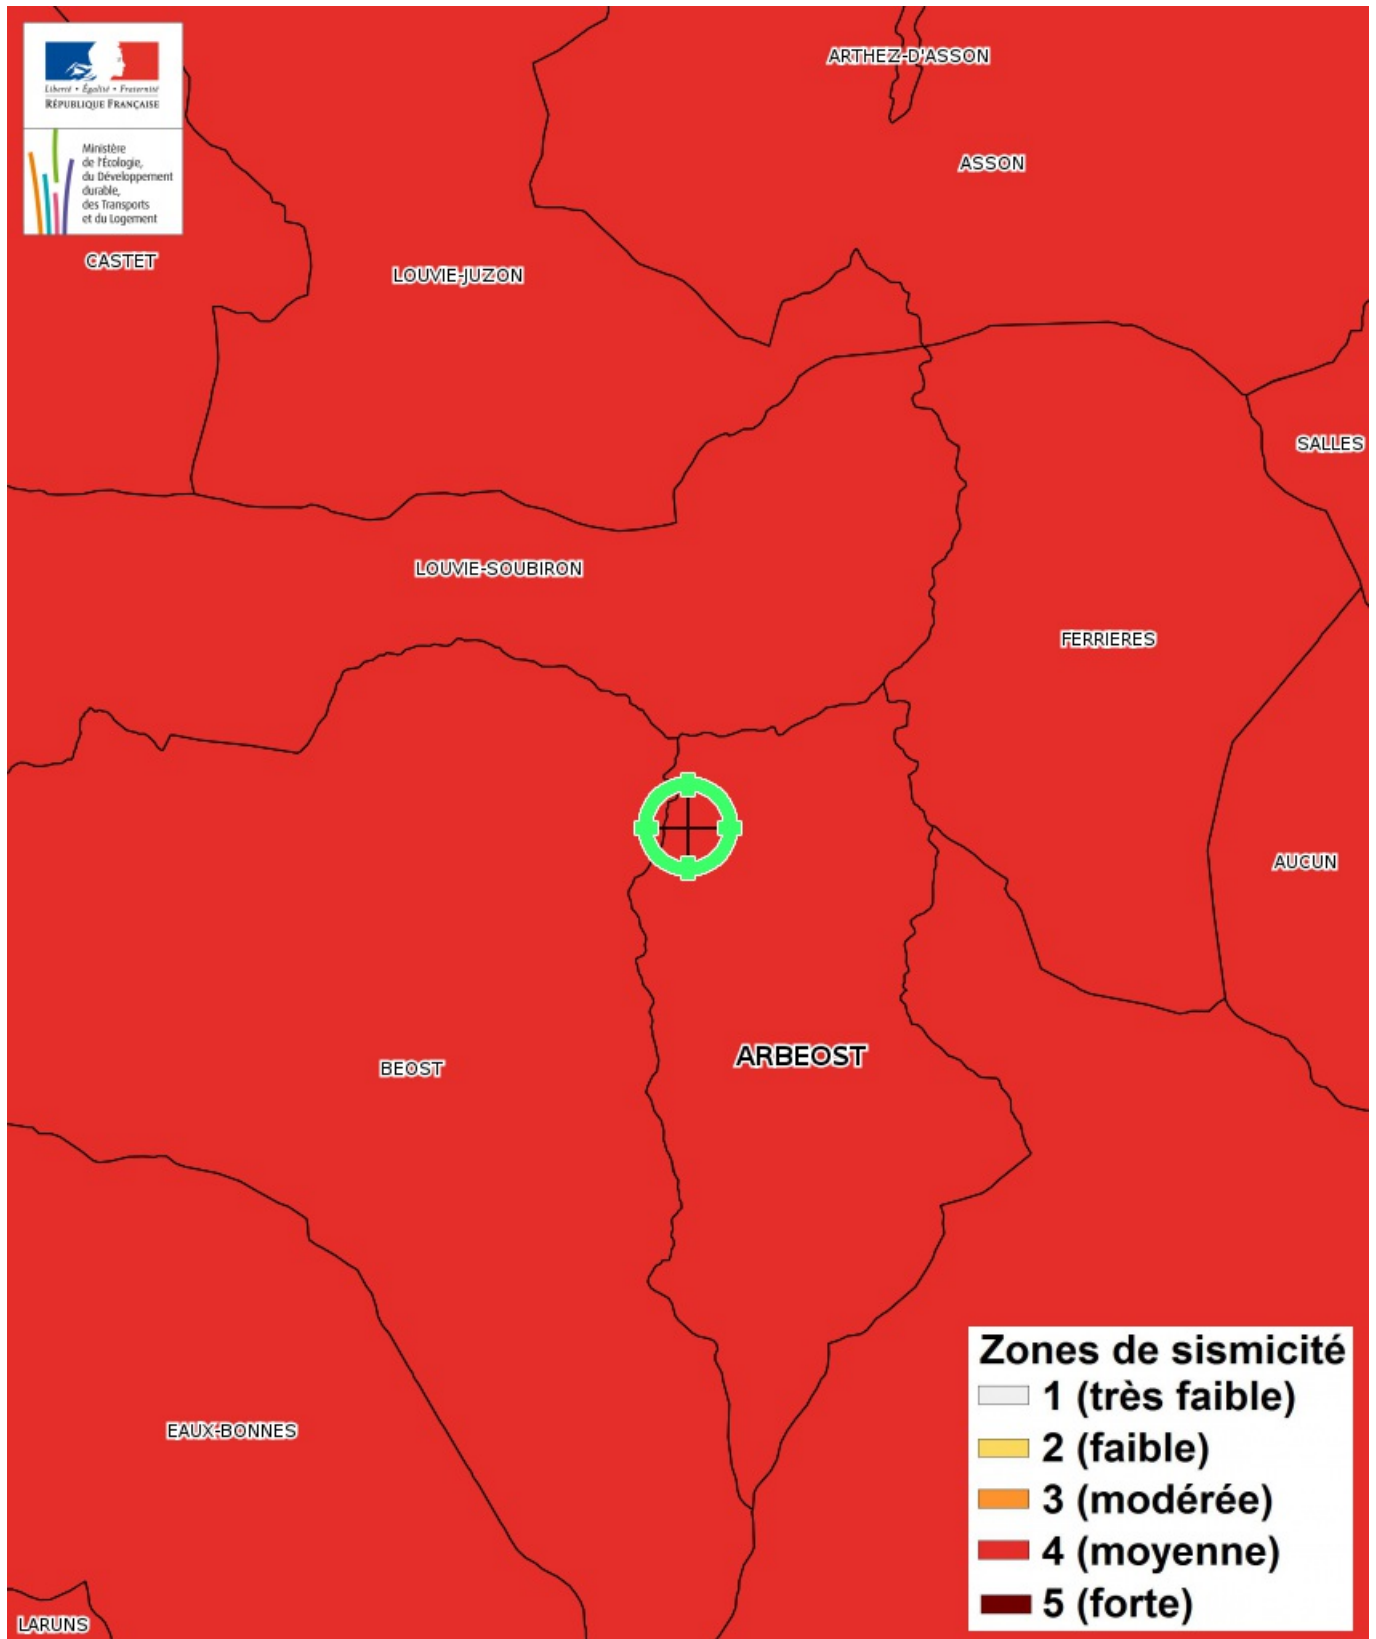 Liberté • Égalité • Fraternité
RÉPUBLIQUE FRANÇAISE
Ministère
de l'Écologie,
du Développement
durable,
des Transports
et du Logement
ARTHEZ-D'ASSON
ASSON
CASTET
LOUVIE-JUZON
SALLES
LOUVIE-SOUBIRON
FERRIERES
AUCUN
ARBEOST
BEOST
EAUX-BONNES
LARUNS
Zones de sismicité
1 (très faible)
2 (faible)
3 (modérée)
4 (moyenne)
5 (forte)